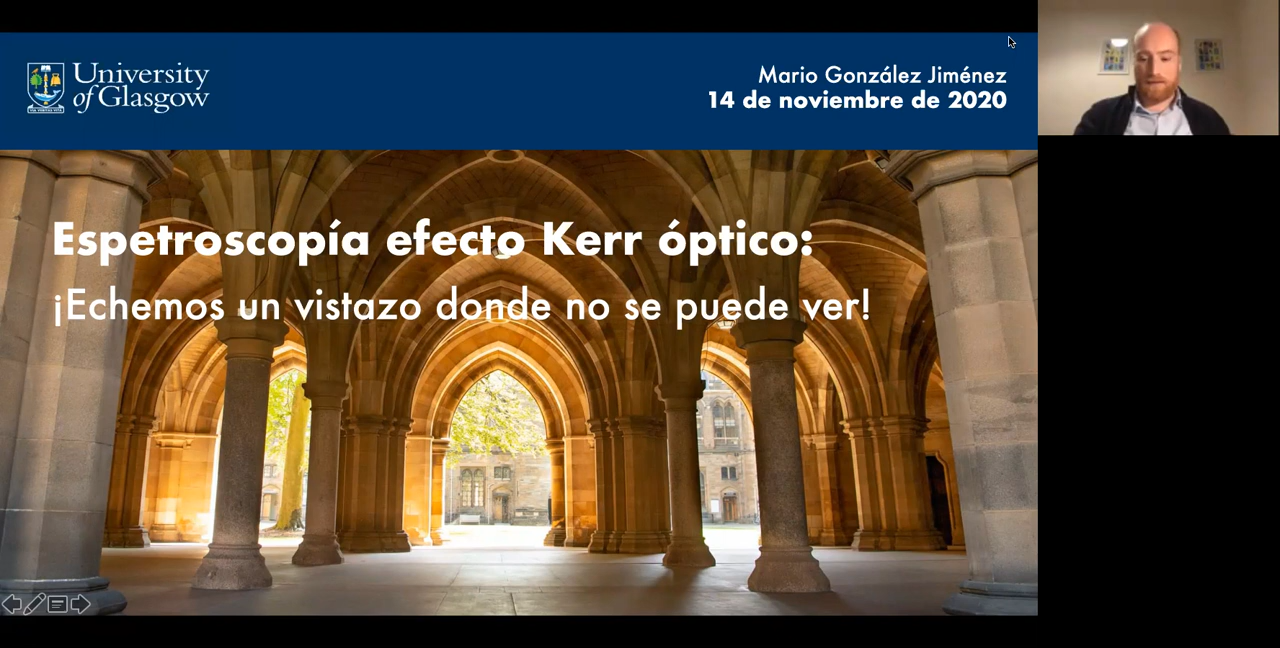 University
of Glasgow
Mario González Jiménez
14 de noviembre de 2020
Espetroscopía efecto Kerr óptico:
¡Echemos un vistazo donde no se puede ver!